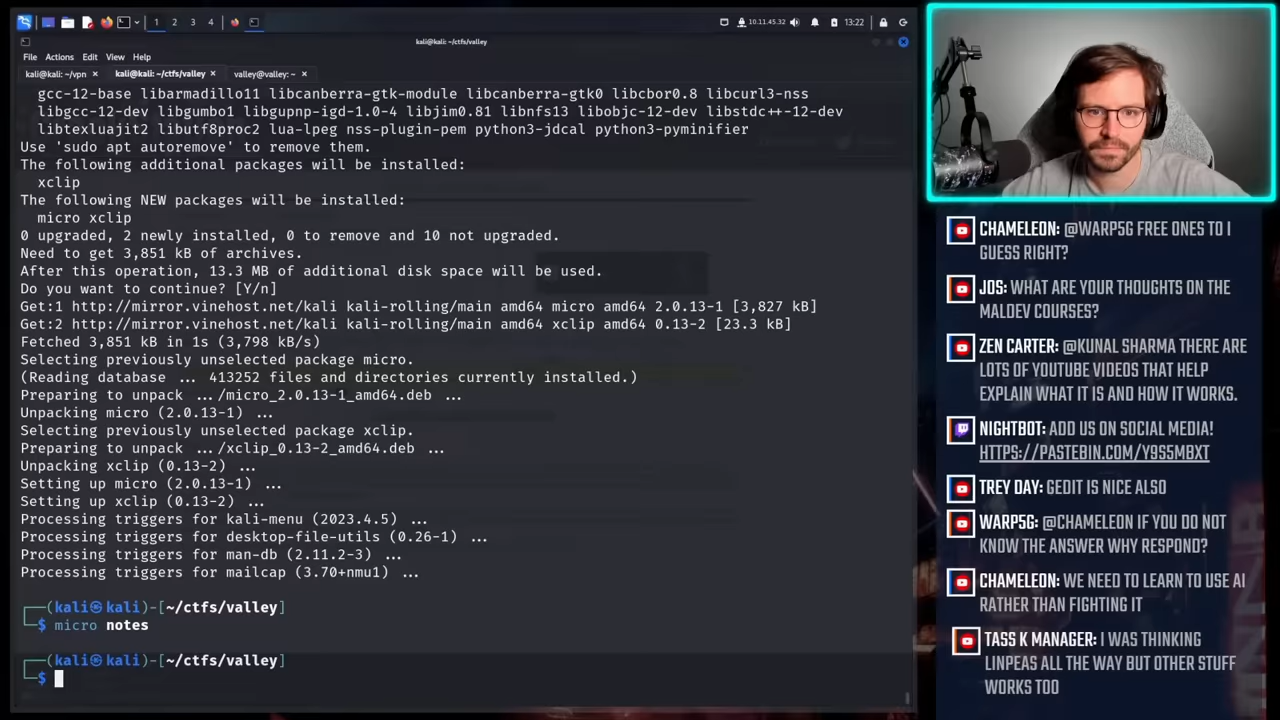 1 2 3 4
10.11.45.32
13:22
kali@kali: ~/ctfs/valley
File Actions Edit View Help
kali@kali: ~/vpn × kali@kali: ~/ctfs/valley × valley@valley: ~ ×
gcc-12-base libarmadillo11 libcanberra-gtk-module libcanberra-gtk0 libcbor0.8 libcurl3-nss
libgcc-12-dev libgumbo1 libgupnp-igd-1.0-4 libjim0.81 libnfs13 libobjc-12-dev libstdc++-12-dev
libtexluajit2 libutf8proc2 lua-lpeg nss-plugin-pem python3-jdcal python3-pyminifier
Use 'sudo apt autoremove' to remove them.
The following additional packages will be installed:
xclip
The following NEW packages will be installed:
micro xclip
0 upgraded, 2 newly installed, 0 to remove and 10 not upgraded.
Need to get 3,851 kB of archives.
After this operation, 13.3 MB of additional disk space will be used.
Do you want to continue? [Y/n]
Get:1 http://mirror.vinehost.net/kali kali-rolling/main amd64 micro amd64 2.0.13-1 [3,827 kB]
Get:2 http://mirror.vinehost.net/kali kali-rolling/main amd64 xclip amd64 0.13-2 [23.3 kB]
Fetched 3,851 kB in 1s (3,798 kB/s)
Selecting previously unselected package micro.
(Reading database ... 413252 files and directories currently installed.)
Preparing to unpack .../micro_2.0.13-1_amd64.deb ...
Unpacking micro (2.0.13-1) ...
Selecting previously unselected package xclip.
Preparing to unpack .../xclip_0.13-2_amd64.deb ...
Unpacking xclip (0.13-2) ...
Setting up micro (2.0.13-1) ...
Setting up xclip (0.13-2) ...
Processing triggers for kali-menu (2023.4.5) ...
Processing triggers for desktop-file-utils (0.26-1) ...
Processing triggers for man-db (2.11.2-3) ...
Processing triggers for mailcap (3.70+nmu1) ...
┌──(kali㉿kali)-[~/ctfs/valley]
└─$ micro notes
┌──(kali㉿kali)-[~/ctfs/valley]
└─$
CHAMELEON: @WARP5G FREE ONES TO I
GUESS RIGHT?
JDS: WHAT ARE YOUR THOUGHTS ON THE
MALDEV COURSES?
ZEN CARTER: @KUNAL SHARMA THERE ARE
LOTS OF YOUTUBE VIDEOS THAT HELP
EXPLAIN WHAT IT IS AND HOW IT WORKS.
NIGHTBOT: ADD US ON SOCIAL MEDIA!
HTTPS://PASTEBIN.COM/Y9S5MBXT
TREY DAY: GEDIT IS NICE ALSO
WARP5G: @CHAMELEON IF YOU DO NOT
KNOW THE ANSWER WHY RESPOND?
CHAMELEON: WE NEED TO LEARN TO USE AI
RATHER THAN FIGHTING IT
TASS K MANAGER: I WAS THINKING
LINPEAS ALL THE WAY BUT OTHER STUFF
WORKS TOO